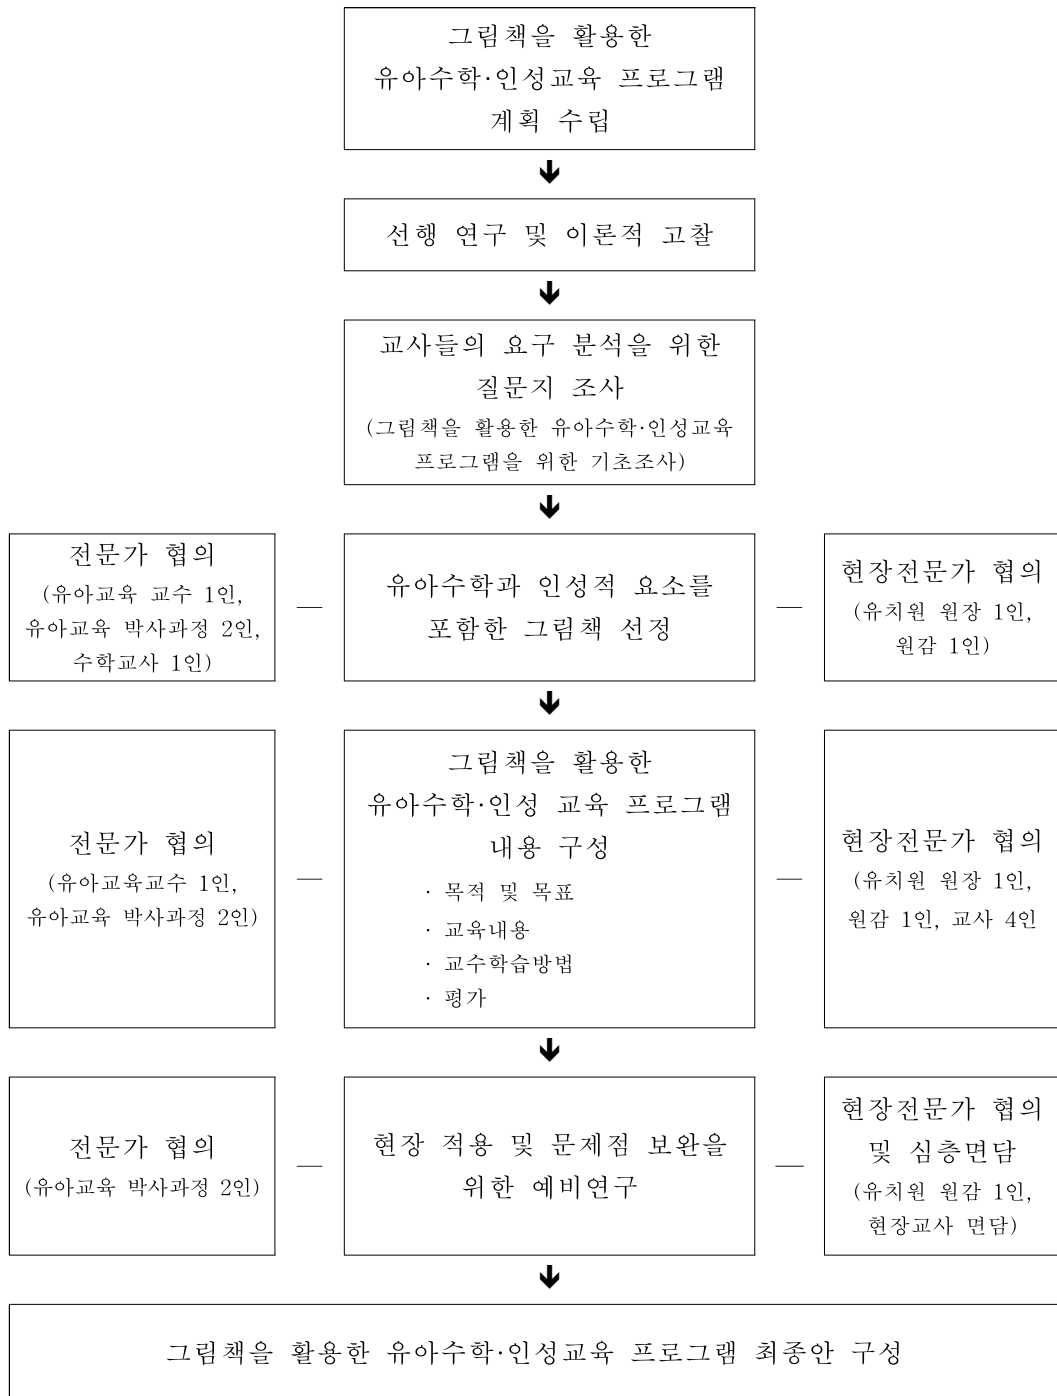 그림책을 활용한
유아수학·인성교육 프로그램
계획 수립
선행 연구 및 이론적 고찰
교사들의 요구 분석을 위한
질문지 조사
(그림책을 활용한 유아수학·인성교육
프로그램을 위한 기초조사)
전문가 협의
(유아교육 교수 1인,
유아교육 박사과정 2인,
수학교사 1인)
유아수학과 인성적 요소를
포함한 그림책 선정
현장전문가 협의
(유치원 원장 1인,
원감 1인)
전문가 협의
(유아교육교수 1인,
유아교육 박사과정 2인)
그림책을 활용한
유아수학·인성 교육 프로그램
내용 구성
· 목적 및 목표
· 교육내용
· 교수학습방법
· 평가
현장전문가 협의
(유치원 원장 1인,
원감 1인, 교사 4인
전문가 협의
(유아교육 박사과정 2인)
현장 적용 및 문제점 보완을
위한 예비연구
현장전문가 협의
및 심층면담
(유치원 원감 1인,
현장교사 면담)
그림책을 활용한 유아수학·인성교육 프로그램 최종안 구성